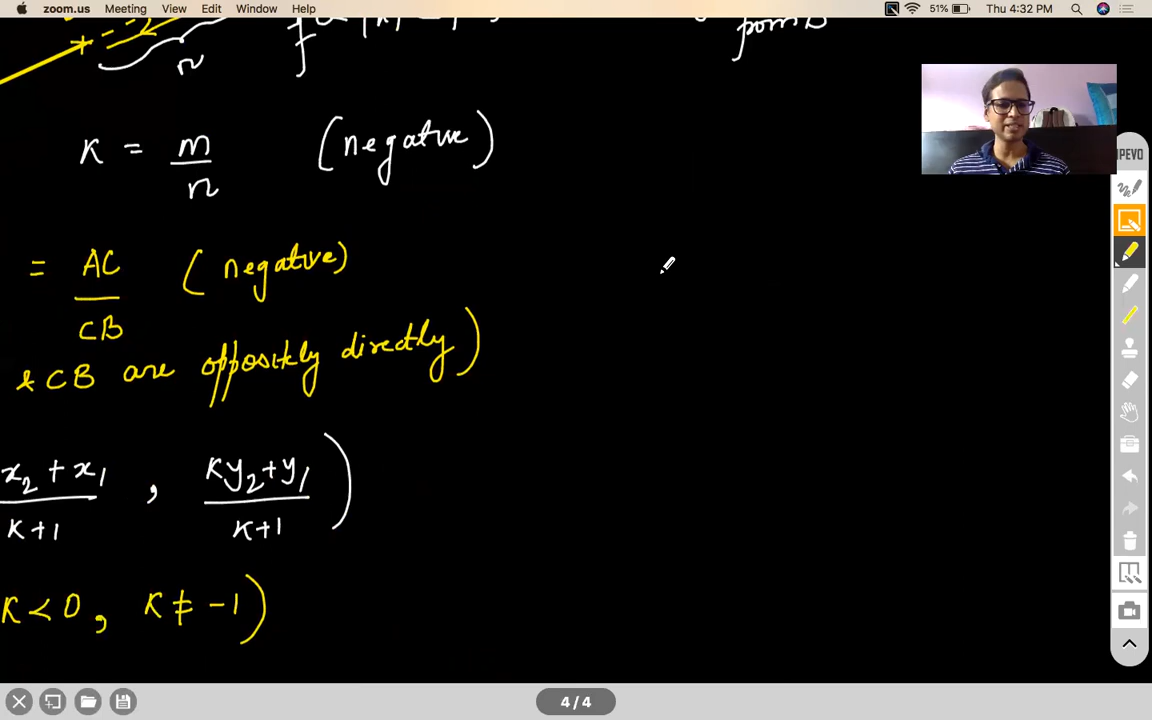 zoom.us Meeting View Edit Window Help 51% Thu 4:32 PM
n points
K = m/n (negative)
IPEVO
= AC/CB (negative)
& CB are oppositely directly)
x2 + x1 / K+1 , Ky2+y1 / K+1 )
K < 0, K ≠ -1)
4 / 4